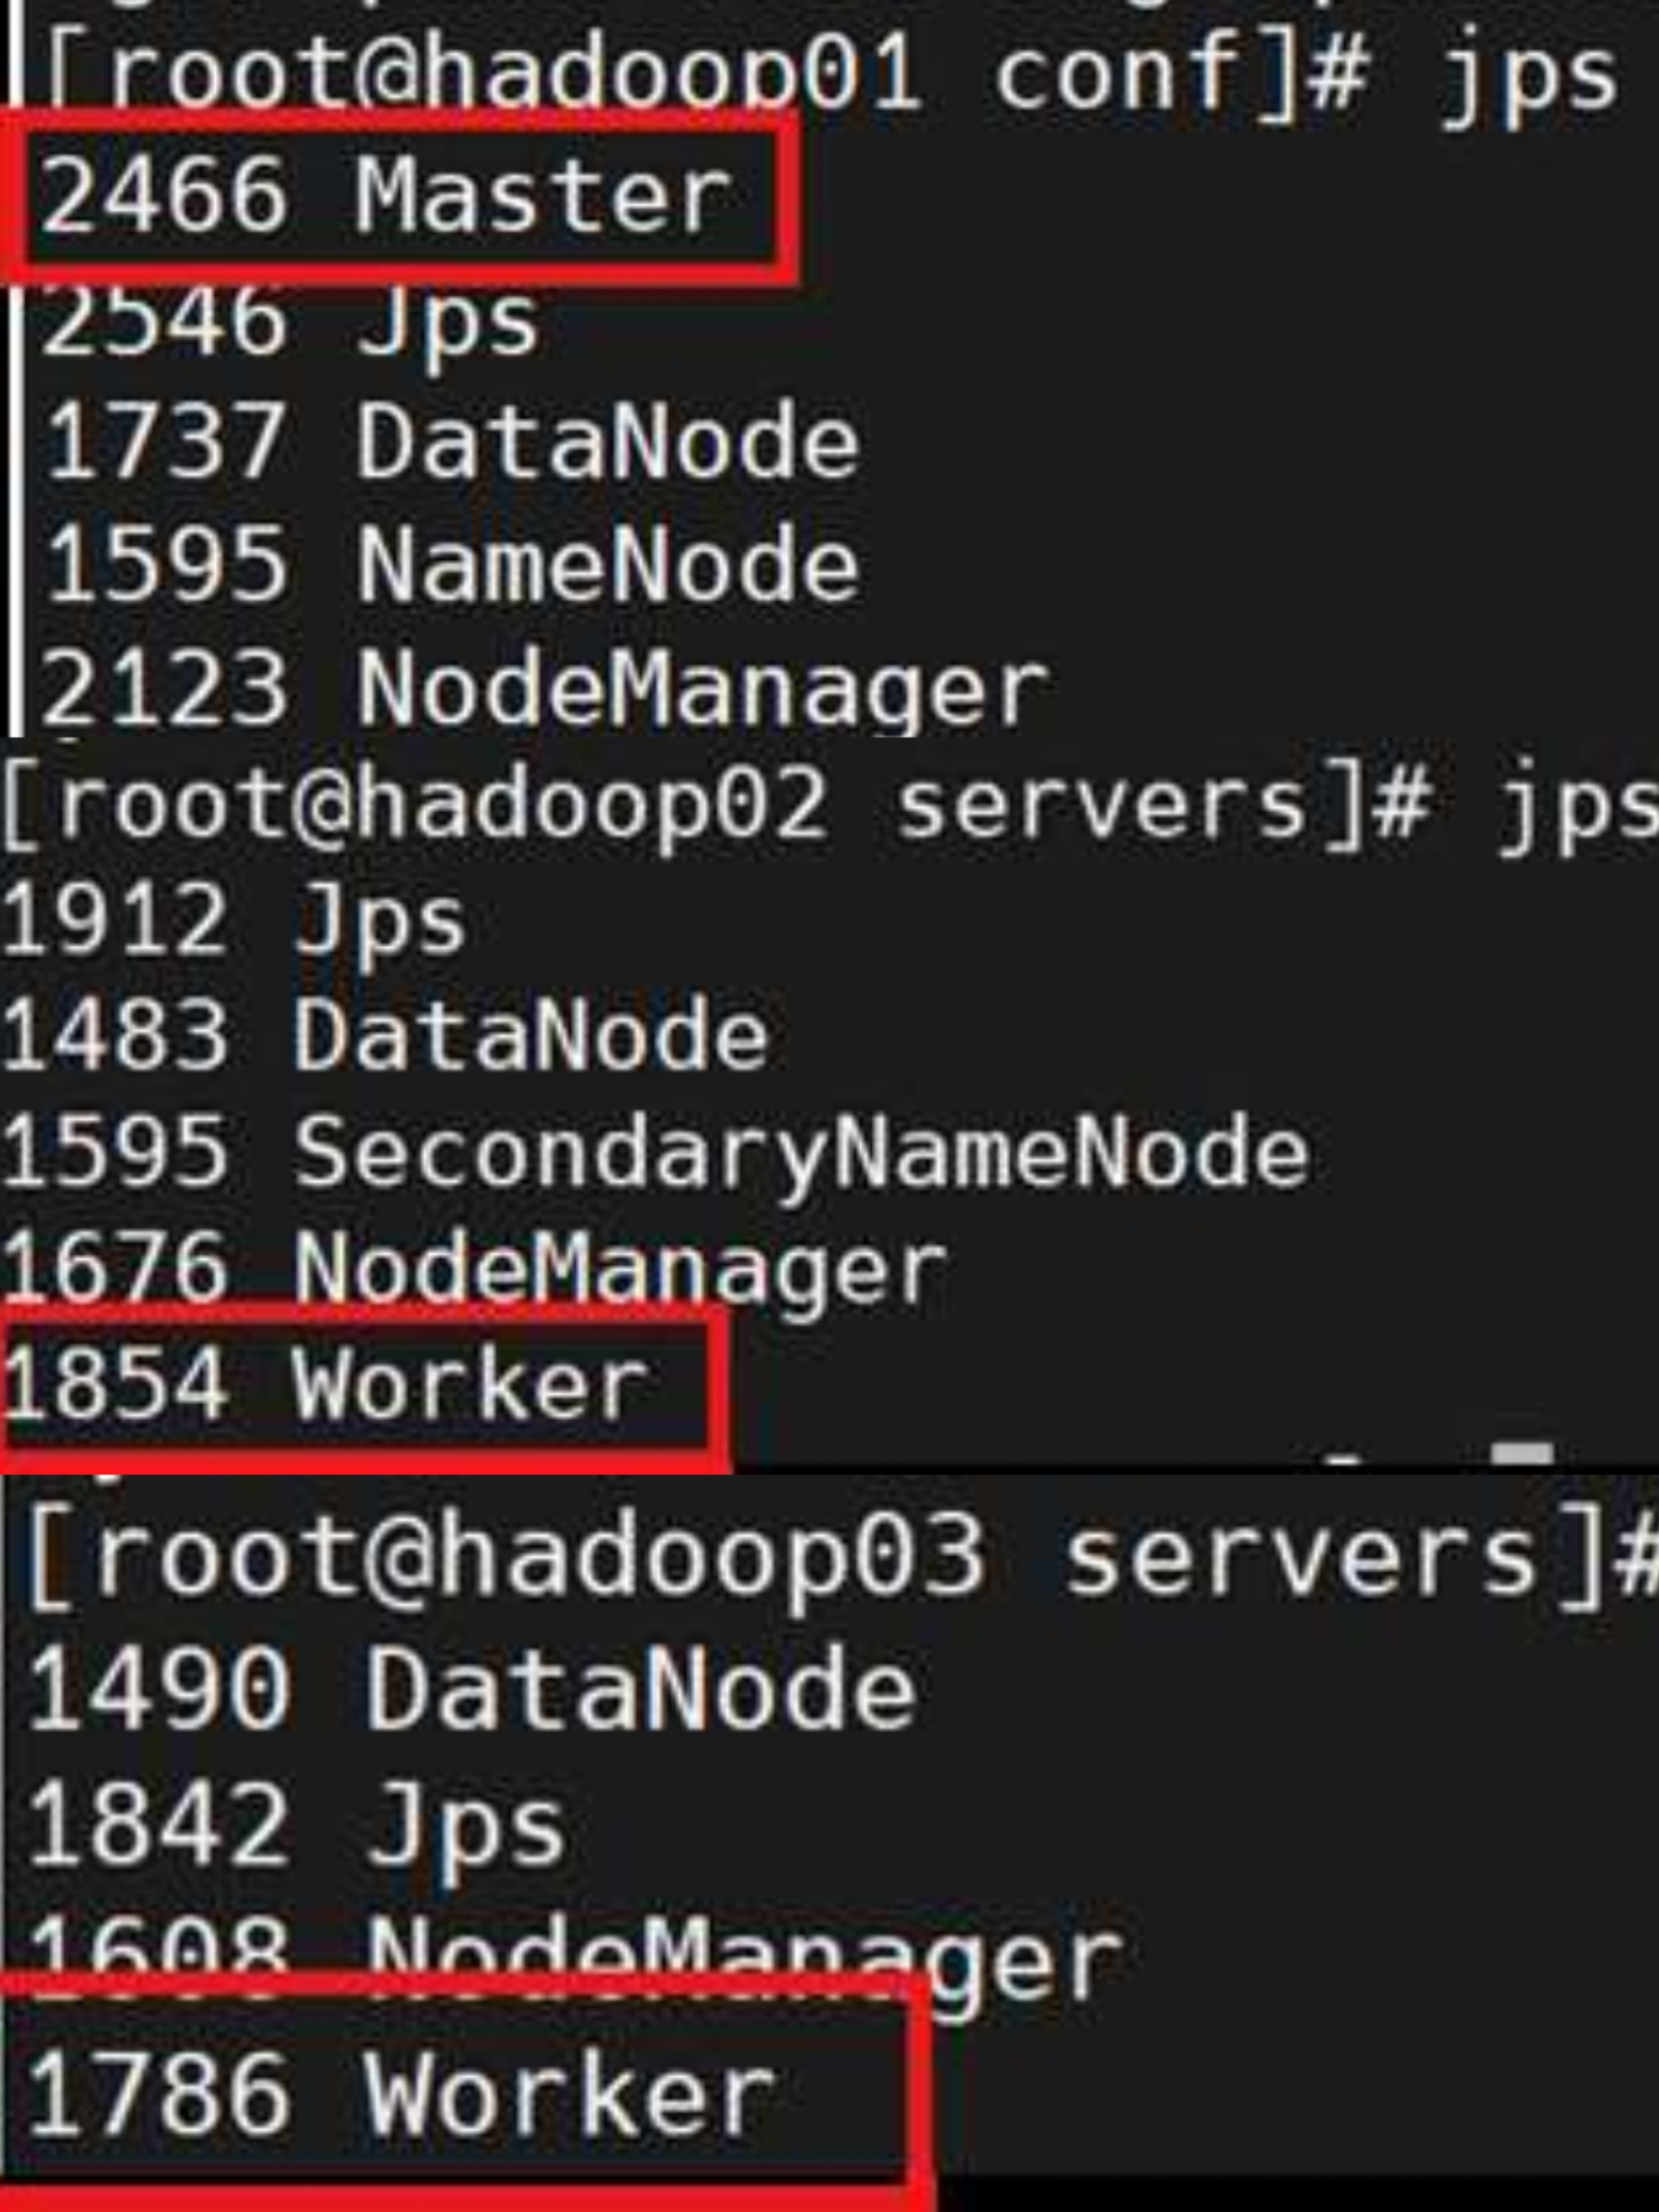 [root@hadoop01 conf]# jps
2466 Master
2546 Jps
1737 DataNode
1595 NameNode
2123 NodeManager
[root@hadoop02 servers]# jps
1912 Jps
1483 DataNode
1595 SecondaryNameNode
1676 NodeManager
1854 Worker
[root@hadoop03 servers]#
1490 DataNode
1842 Jps
1608 NodeManager
1786 Worker